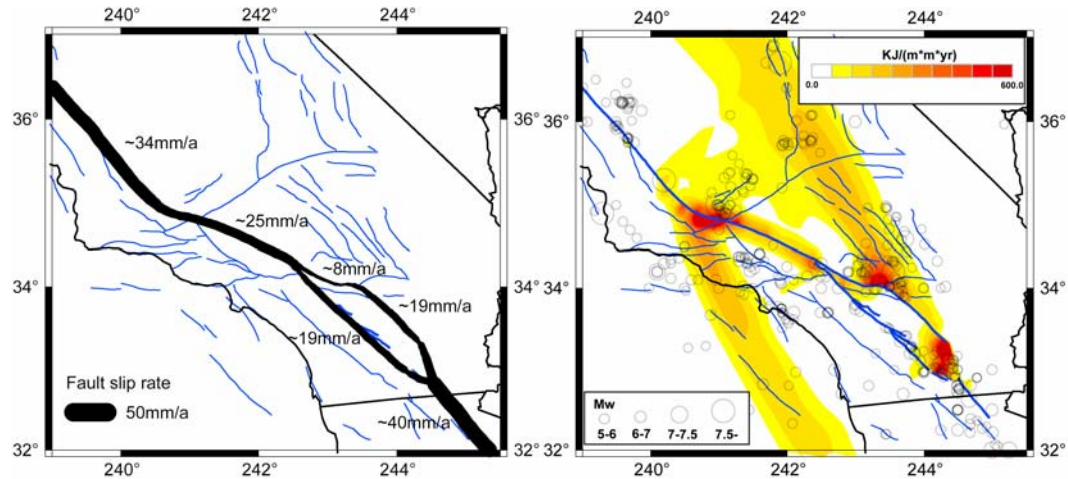 240° 242° 244°
36°
34°
32°
~34mm/a
~25mm/a
~8mm/a
~19mm/a
~19mm/a
~40mm/a
Fault slip rate
50mm/a
240° 242° 244°
240° 242° 244°
KJ/(m*m*yr)
0.0 600.0
36°
34°
32°
36°
34°
32°
Mw
5-6 6-7 7-7.5 7.5-
240° 242° 244°